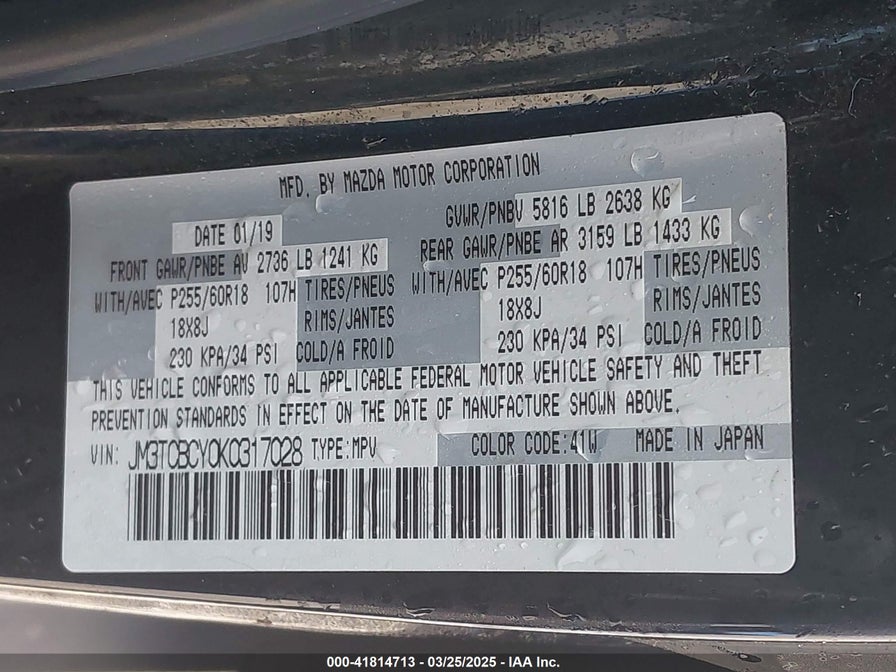 MFD. BY MAZDA MOTOR CORPORATION
DATE 01/19
GVWR/PNBV 5816 LB 2638 KG
FRONT GAWR/PNBE AV 2736 LB 1241 KG
REAR GAWR/PNBE AR 3159 LB 1433 KG
WITH/AVEC P255/60R18 107H TIRES/PNEUS
WITH/AVEC P255/60R18 107H TIRES/PNEUS
18X8J RIMS/JANTES
18X8J RIMS/JANTES
230 KPA/34 PSI COLD/A FROID
230 KPA/34 PSI COLD/A FROID
THIS VEHICLE CONFORMS TO ALL APPLICABLE FEDERAL MOTOR VEHICLE SAFETY AND THEFT
PREVENTION STANDARDS IN EFFECT ON THE DATE OF MANUFACTURE SHOWN ABOVE.
VIN: JM3TCBCY0K0317028 TYPE:MPV COLOR CODE:41W MADE IN JAPAN
000-41814713 - 03/25/2025 - IAA Inc.